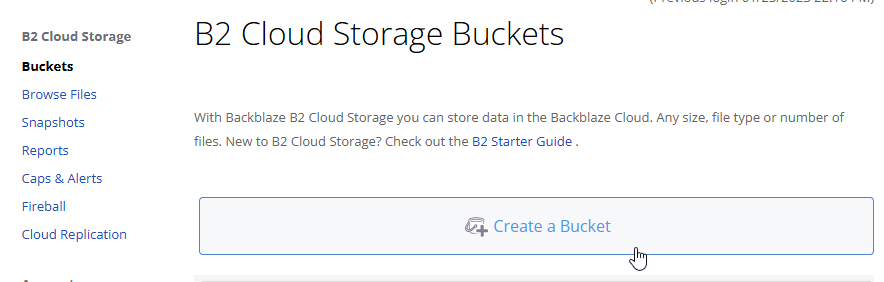 (Previous login
B2 Cloud Storage
Buckets
Browse Files
Snapshots
Reports
Caps & Alerts
Fireball
Cloud Replication
B2 Cloud Storage Buckets
With Backblaze B2 Cloud Storage you can store data in the Backblaze Cloud. Any size, file type or number of
files. New to B2 Cloud Storage? Check out the B2 Starter Guide .
Create a Bucket